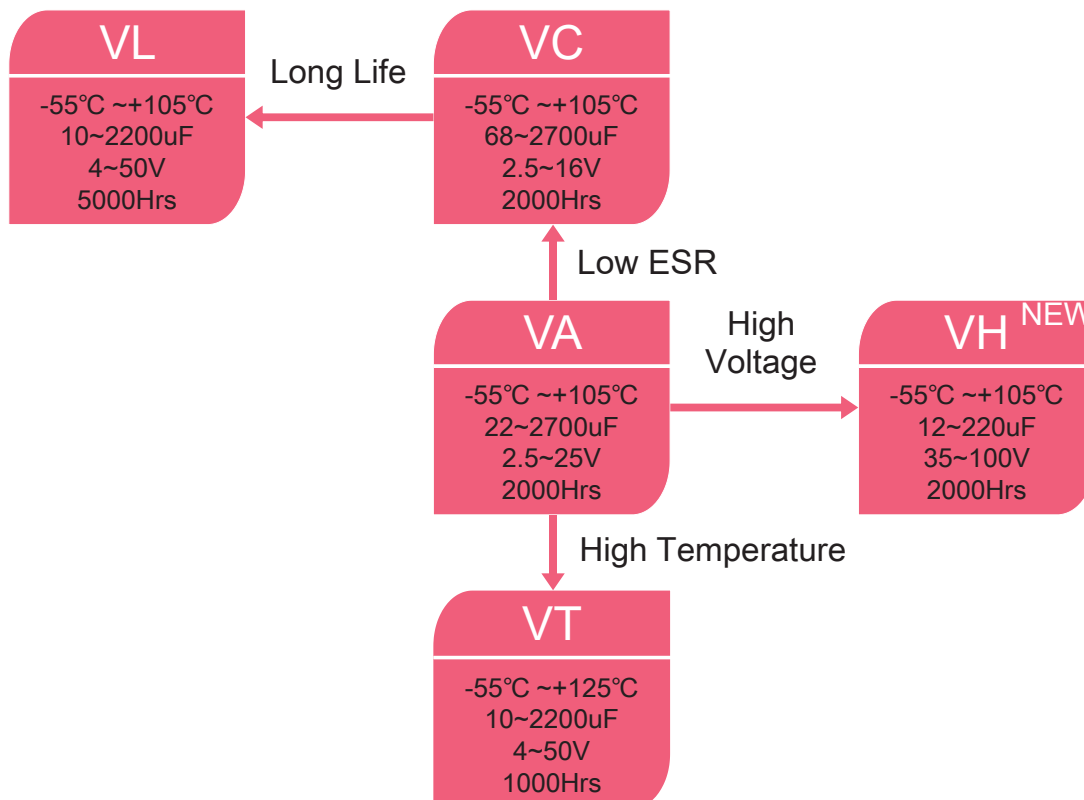 VL
-55℃ ~+105℃
10~2200uF
4~50V
5000Hrs
Long Life
VC
-55℃ ~+105℃
68~2700uF
2.5~16V
2000Hrs
Low ESR
VA
-55℃ ~+105℃
22~2700uF
2.5~25V
2000Hrs
High
Voltage
VH NEW
-55℃ ~+105℃
12~220uF
35~100V
2000Hrs
High Temperature
VT
-55℃ ~+125℃
10~2200uF
4~50V
1000Hrs